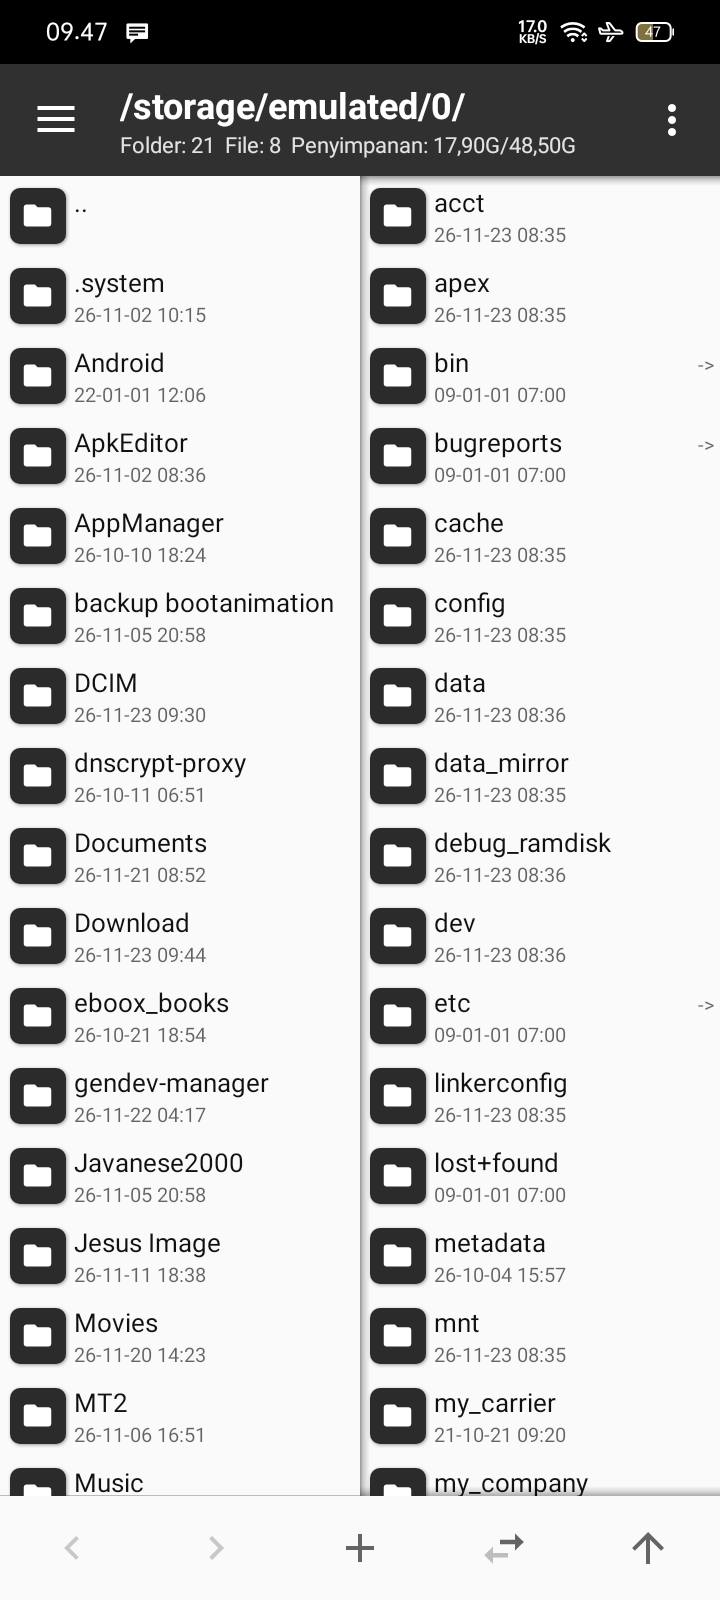 09.47
17.0
KB/S
47
/storage/emulated/0/
Folder: 21 File: 8 Penyimpanan: 17,90G/48,50G
..
.system
26-11-02 10:15
Android
22-01-01 12:06
ApkEditor
26-11-02 08:36
AppManager
26-10-10 18:24
backup bootanimation
26-11-05 20:58
DCIM
26-11-23 09:30
dnscrypt-proxy
26-10-11 06:51
Documents
26-11-21 08:52
Download
26-11-23 09:44
eboox_books
26-10-21 18:54
gendev-manager
26-11-22 04:17
Javanese2000
26-11-05 20:58
Jesus Image
26-11-11 18:38
Movies
26-11-20 14:23
MT2
26-11-06 16:51
Music
acct
26-11-23 08:35
apex
26-11-23 08:35
bin ->
09-01-01 07:00
bugreports ->
09-01-01 07:00
cache
26-11-23 08:35
config
26-11-23 08:35
data
26-11-23 08:36
data_mirror
26-11-23 08:35
debug_ramdisk
26-11-23 08:36
dev
26-11-23 08:36
etc ->
09-01-01 07:00
linkerconfig
26-11-23 08:35
lost+found
09-01-01 07:00
metadata
26-10-04 15:57
mnt
26-11-23 08:35
my_carrier
21-10-21 09:20
my_company